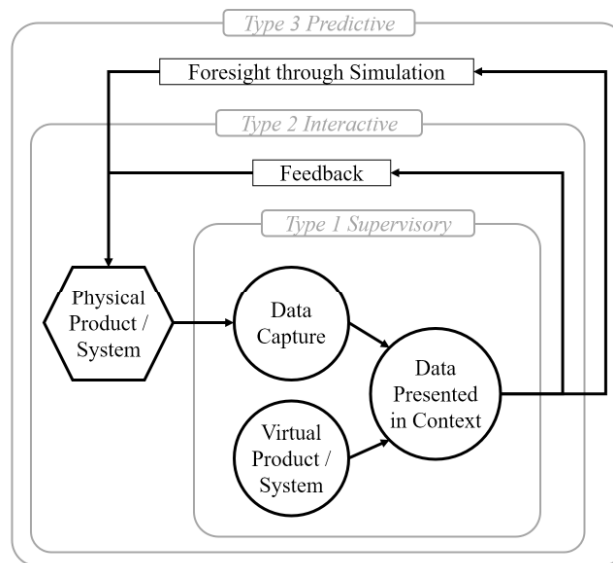 Type 3 Predictive
Foresight through Simulation
Type 2 Interactive
Feedback
Type 1 Supervisory
Physical
Product /
System
Data
Capture
Data
Presented
in Context
Virtual
Product /
System